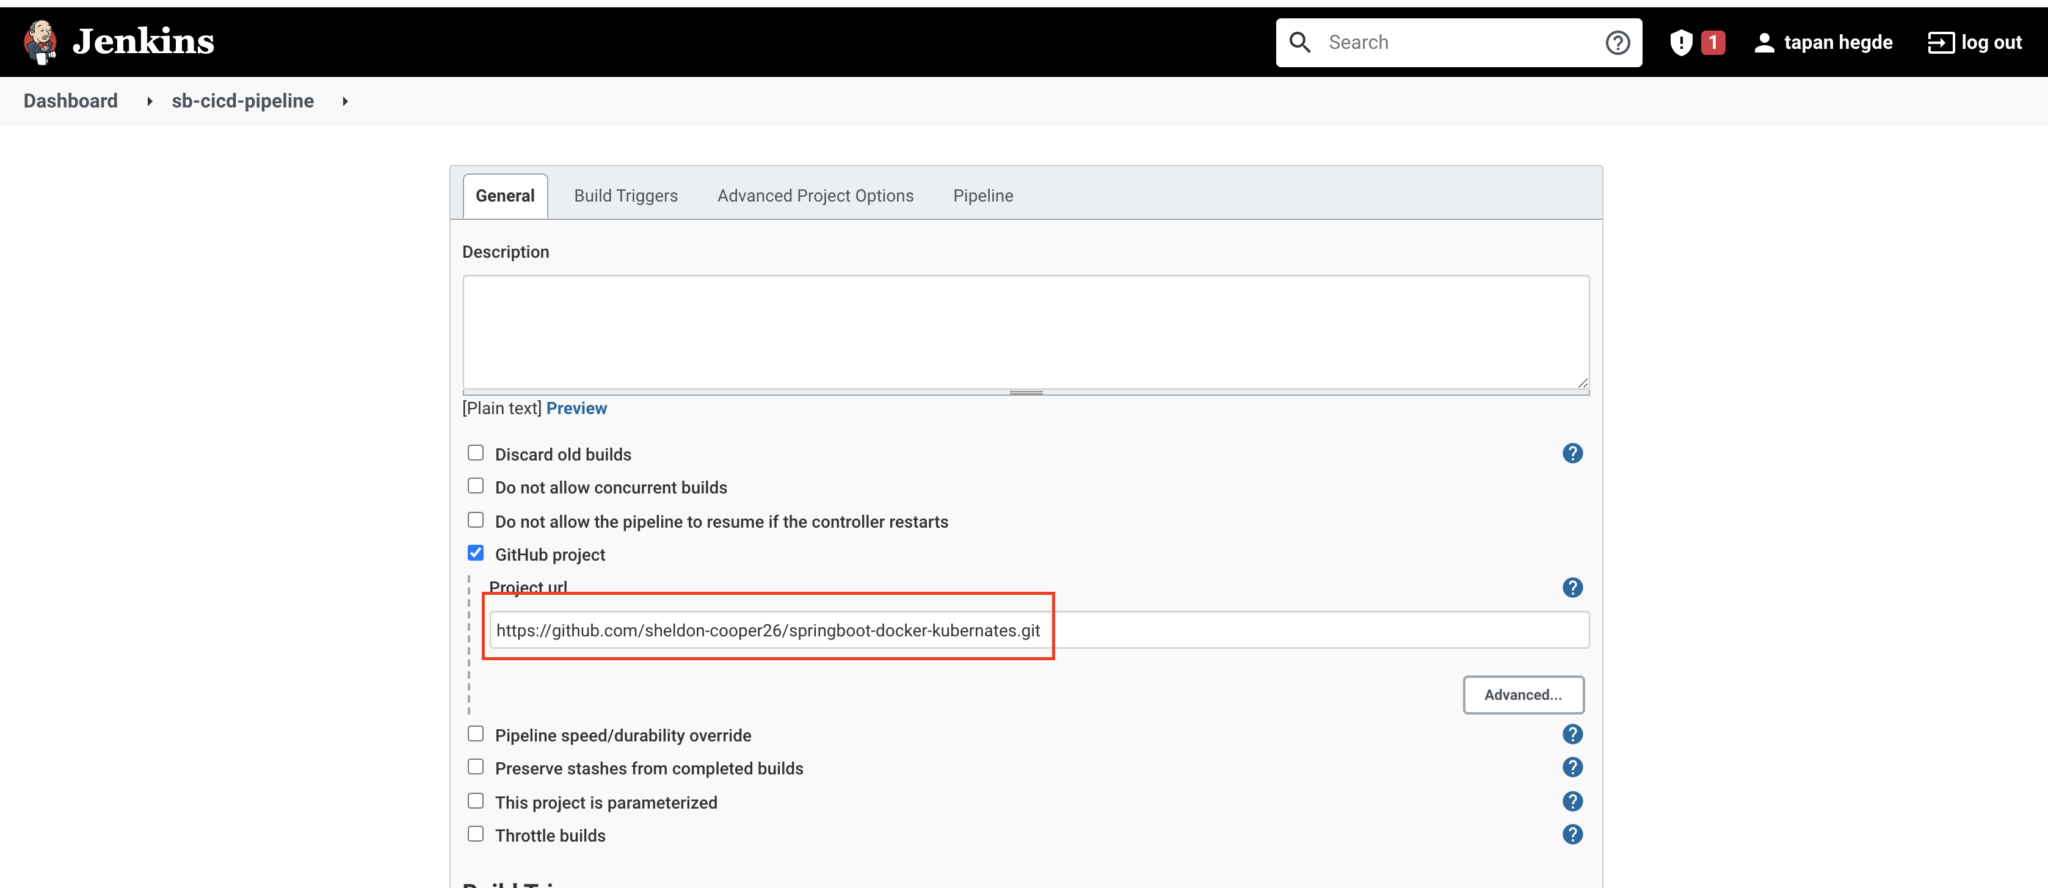 Jenkins
Search
1
tapan hegde
log out
Dashboard
sb-cicd-pipeline
General
Build Triggers
Advanced Project Options
Pipeline
Description
[Plain text] Preview
Discard old builds
Do not allow concurrent builds
Do not allow the pipeline to resume if the controller restarts
GitHub project
Project url
https://github.com/sheldon-cooper26/springboot-docker-kubernates.git
Advanced...
Pipeline speed/durability override
Preserve stashes from completed builds
This project is parameterized
Throttle builds